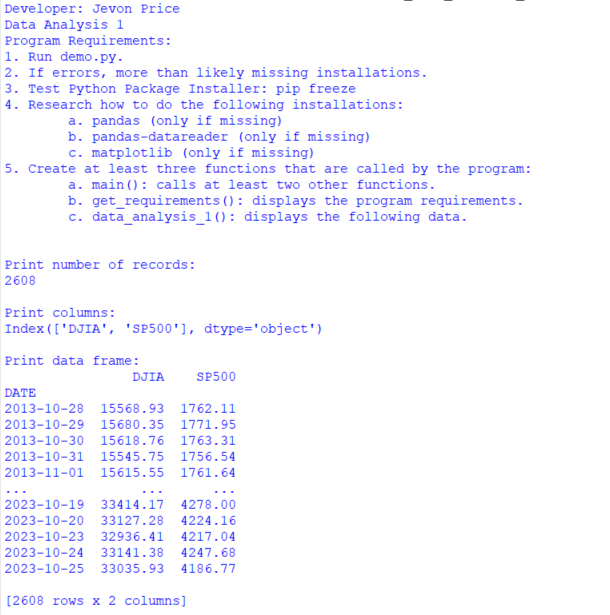 Developer: Jevon Price
Data Analysis 1
Program Requirements:
1. Run demo.py.
2. If errors, more than likely missing installations.
3. Test Python Package Installer: pip freeze
4. Research how to do the following installations:
        a. pandas (only if missing)
        b. pandas-datareader (only if missing)
        c. matplotlib (only if missing)
5. Create at least three functions that are called by the program:
        a. main(): calls at least two other functions.
        b. get_requirements(): displays the program requirements.
        c. data_analysis_1(): displays the following data.

Print number of records:
2608

Print columns:
Index(['DJIA', 'SP500'], dtype='object')

Print data frame:
                DJIA    SP500
DATE
2013-10-28  15568.93  1762.11
2013-10-29  15680.35  1771.95
2013-10-30  15618.76  1763.31
2013-10-31  15545.75  1756.54
2013-11-01  15615.55  1761.64
...              ...      ...
2023-10-19  33414.17  4278.00
2023-10-20  33127.28  4224.16
2023-10-23  32936.41  4217.04
2023-10-24  33141.38  4247.68
2023-10-25  33035.93  4186.77

[2608 rows x 2 columns]